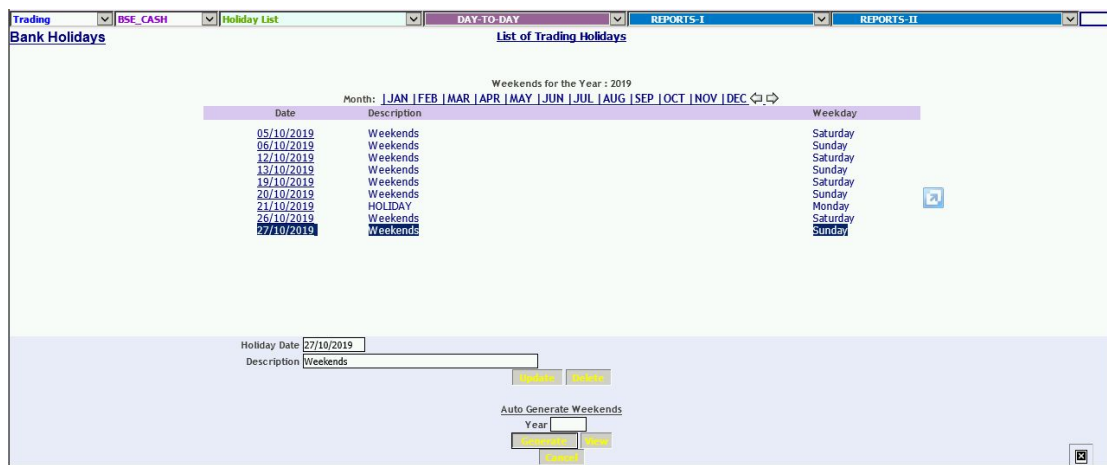 Trading BSE_CASH Holiday List DAY-TO-DAY REPORTS-I REPORTS-II
Bank Holidays List of Trading Holidays
Weekends for the Year : 2019
Month: |JAN |FEB |MAR |APR |MAY |JUN |JUL |AUG |SEP |OCT |NOV |DEC
Date Description Weekday
05/10/2019 Weekends Saturday
06/10/2019 Weekends Sunday
12/10/2019 Weekends Saturday
13/10/2019 Weekends Sunday
19/10/2019 Weekends Saturday
20/10/2019 Weekends Sunday
21/10/2019 HOLIDAY Monday
26/10/2019 Weekends Saturday
27/10/2019 Weekends Sunday
Holiday Date 27/10/2019
Description Weekends
Update Delete
Auto Generate Weekends
Year
Generate View
Cancel